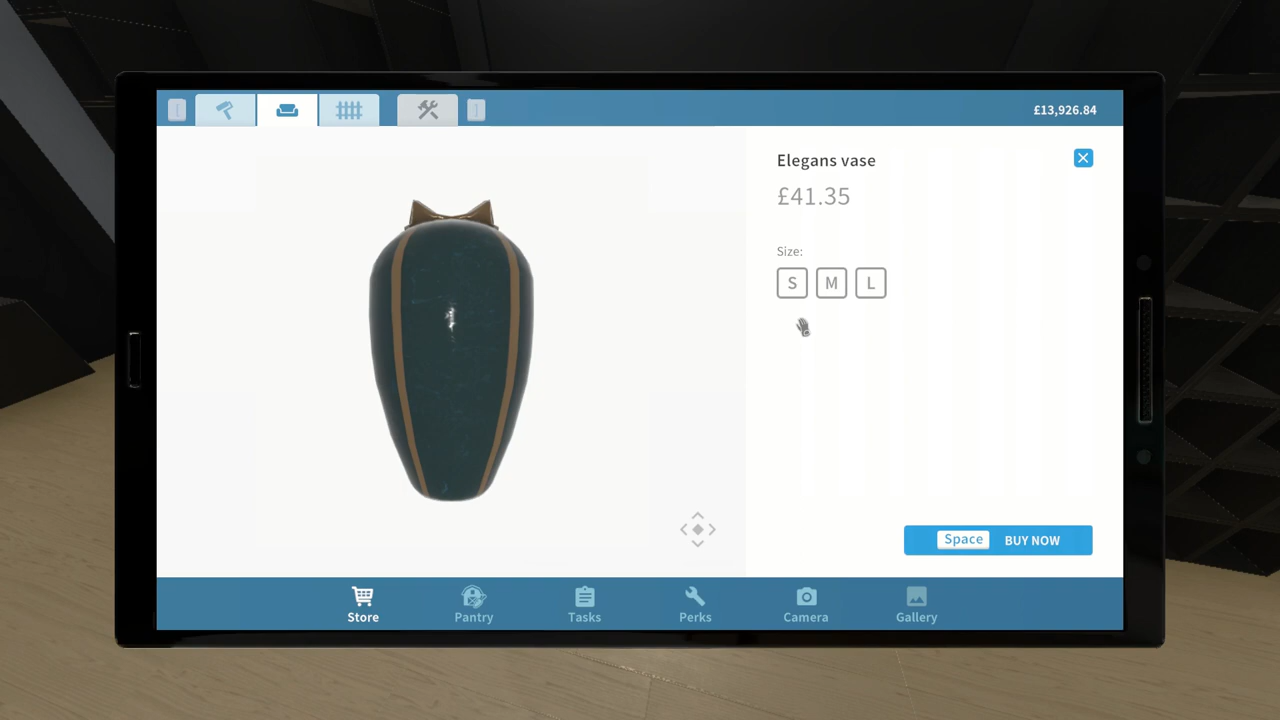 £13,926.84
Elegans vase
£41.35
Size:
S M L
Space BUY NOW
Store Pantry Tasks Perks Camera Gallery